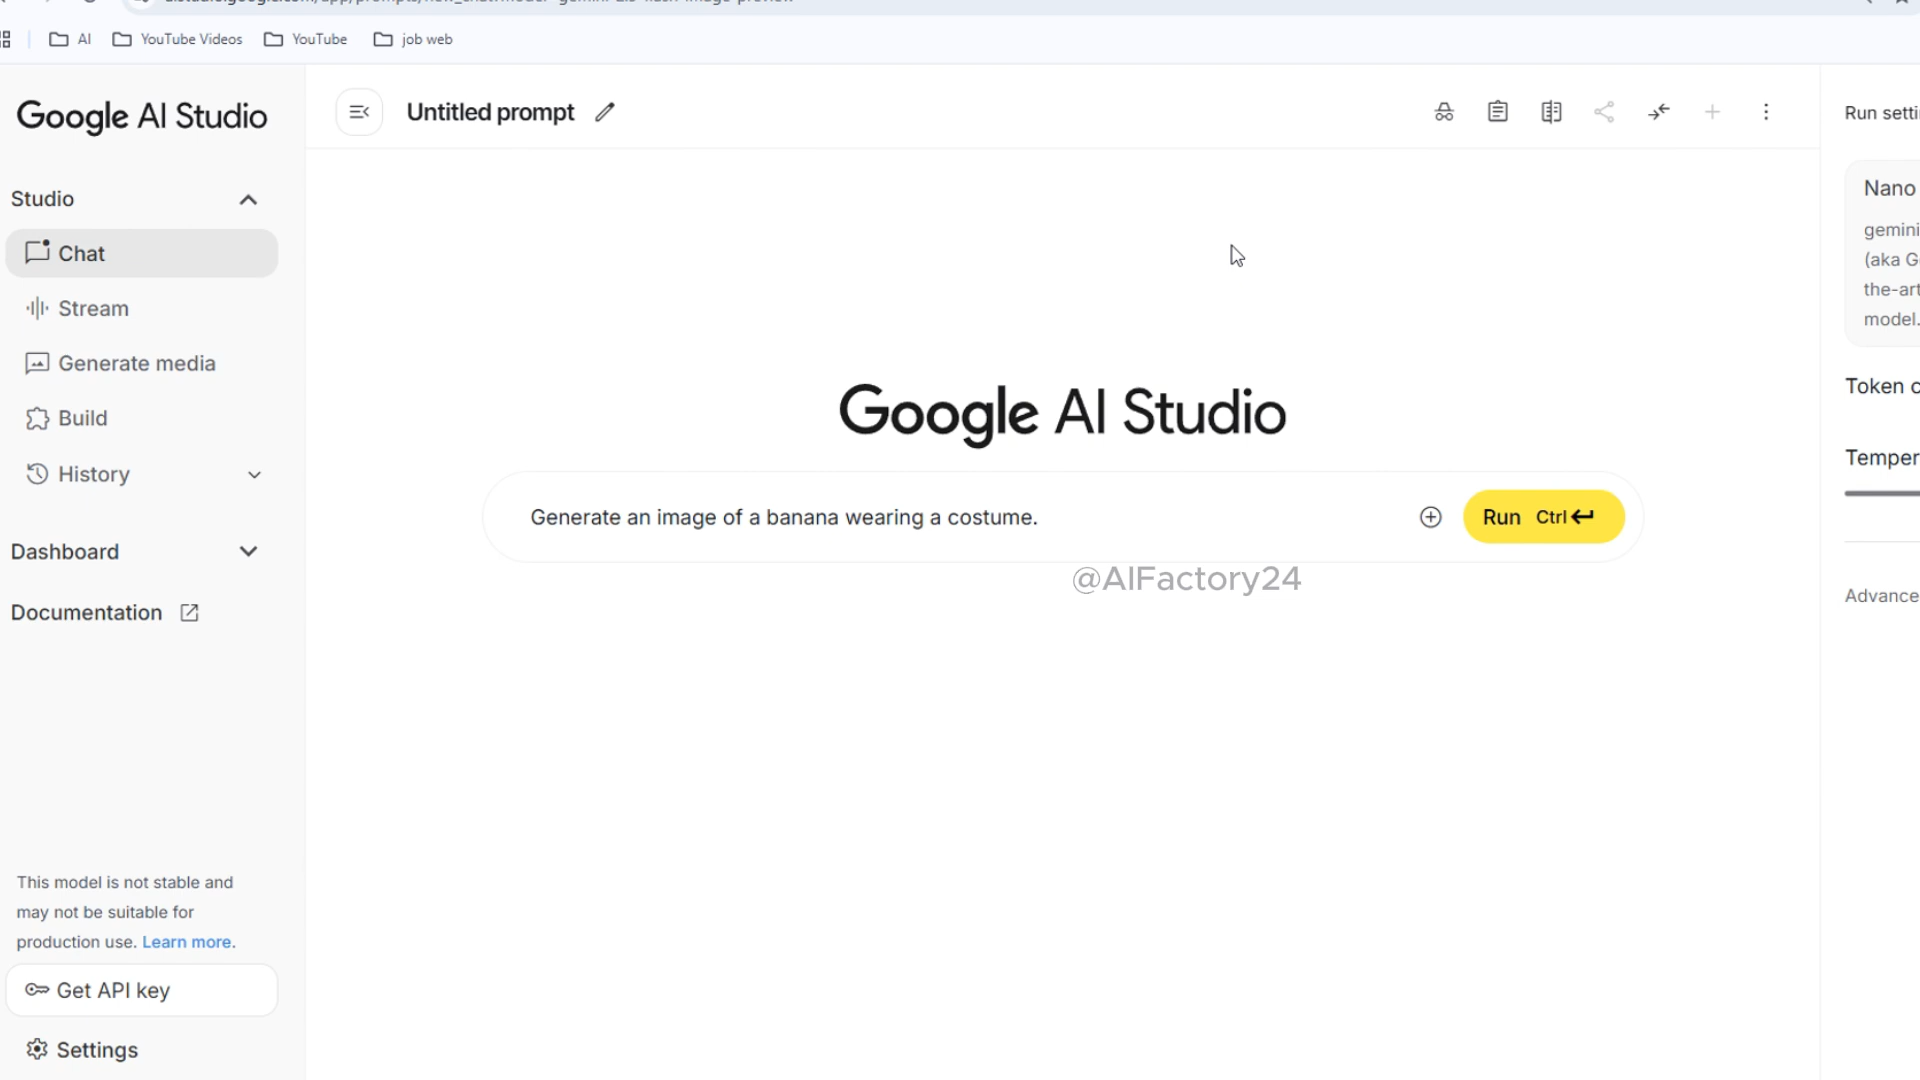 AI
YouTube Videos
YouTube
job web
Google AI Studio
Untitled prompt
Run setti
Studio
Chat
Stream
Generate media
Build
History
Dashboard
Documentation
Nano
gemini
(aka G
the-art
model.
Token c
Temper
Google AI Studio
Generate an image of a banana wearing a costume.
Run Ctrl
@AIFactory24
Advance
This model is not stable and
may not be suitable for
production use. Learn more.
Get API key
Settings